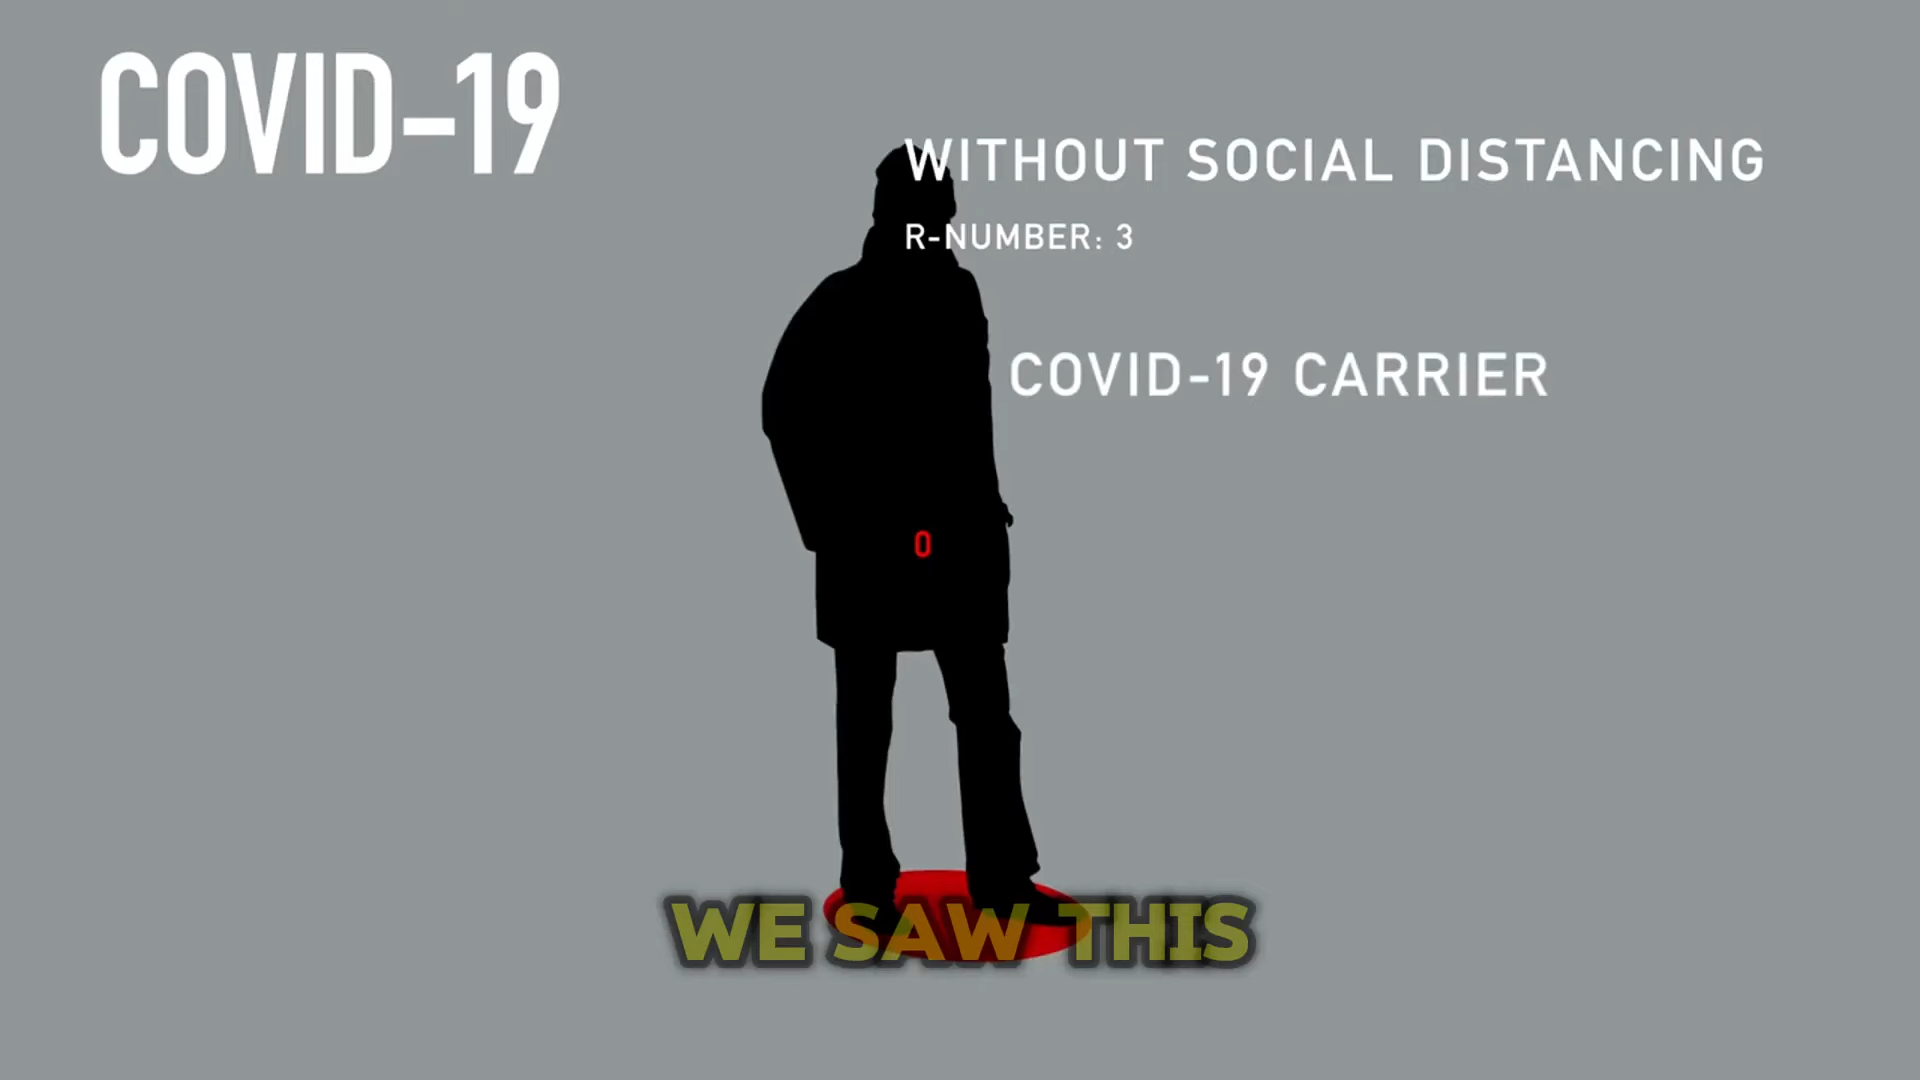 COVID-19
WITHOUT SOCIAL DISTANCING
R-NUMBER: 3
COVID-19 CARRIER
0
WE SAW THIS